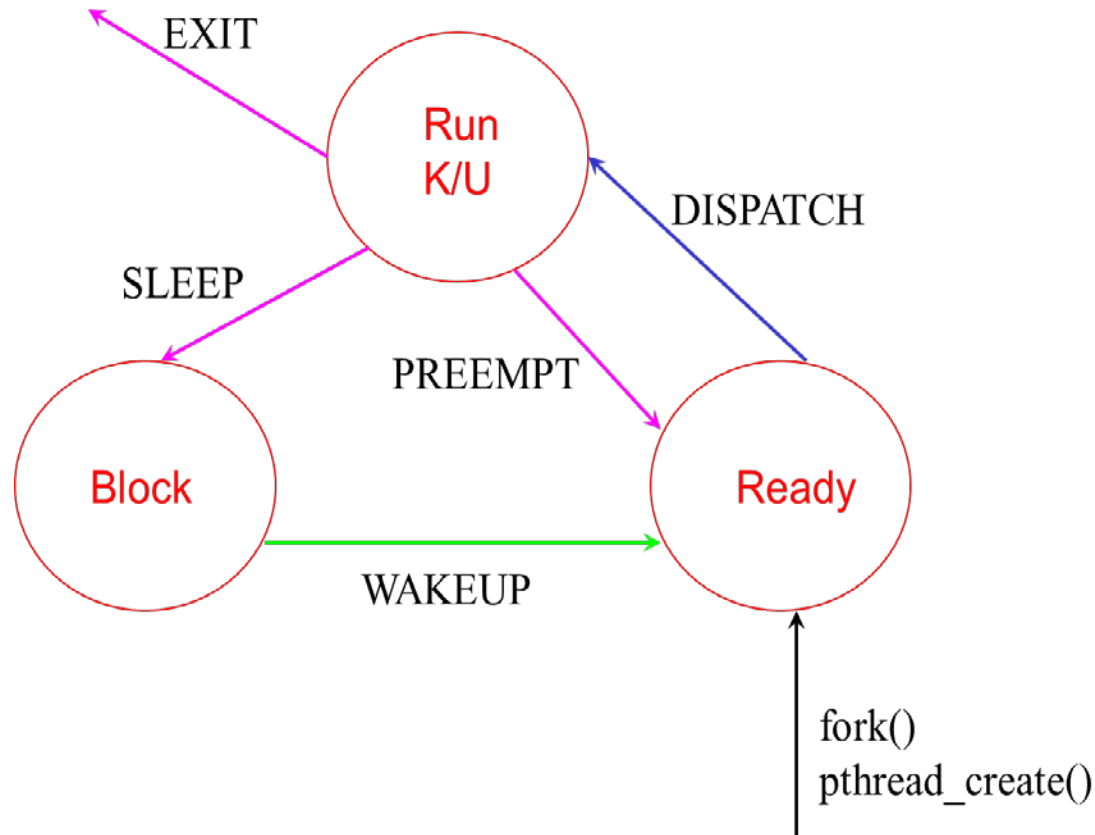 EXIT
Run
K/U
DISPATCH
SLEEP
PREEMPT
Block
Ready
WAKEUP
fork()
pthread_create()